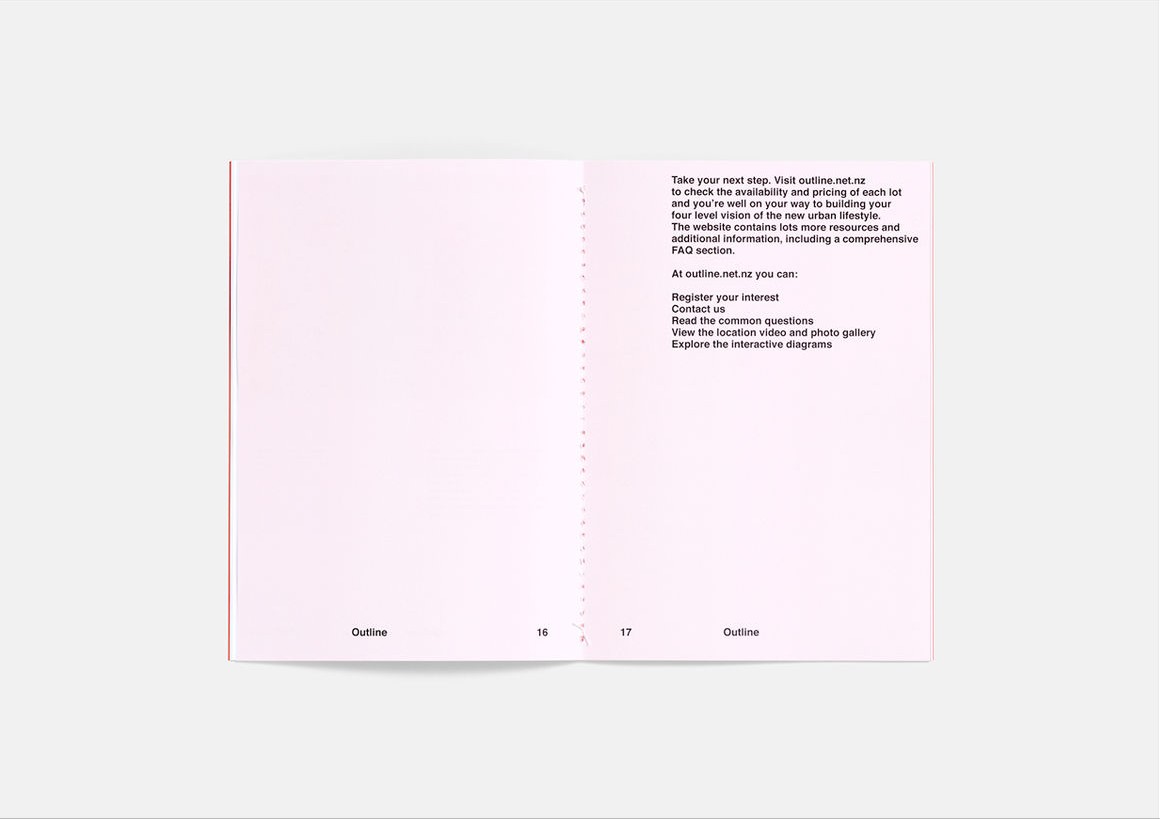 Take your next step. Visit outline.net.nz
to check the availability and pricing of each lot
and you're well on your way to building your
four level vision of the new urban lifestyle.
The website contains lots more resources and
additional information, including a comprehensive
FAQ section.
At outline.net.nz you can:
Register your interest
Contact us
Read the common questions
View the location video and photo gallery
Explore the interactive diagrams
Outline 16 17 Outline